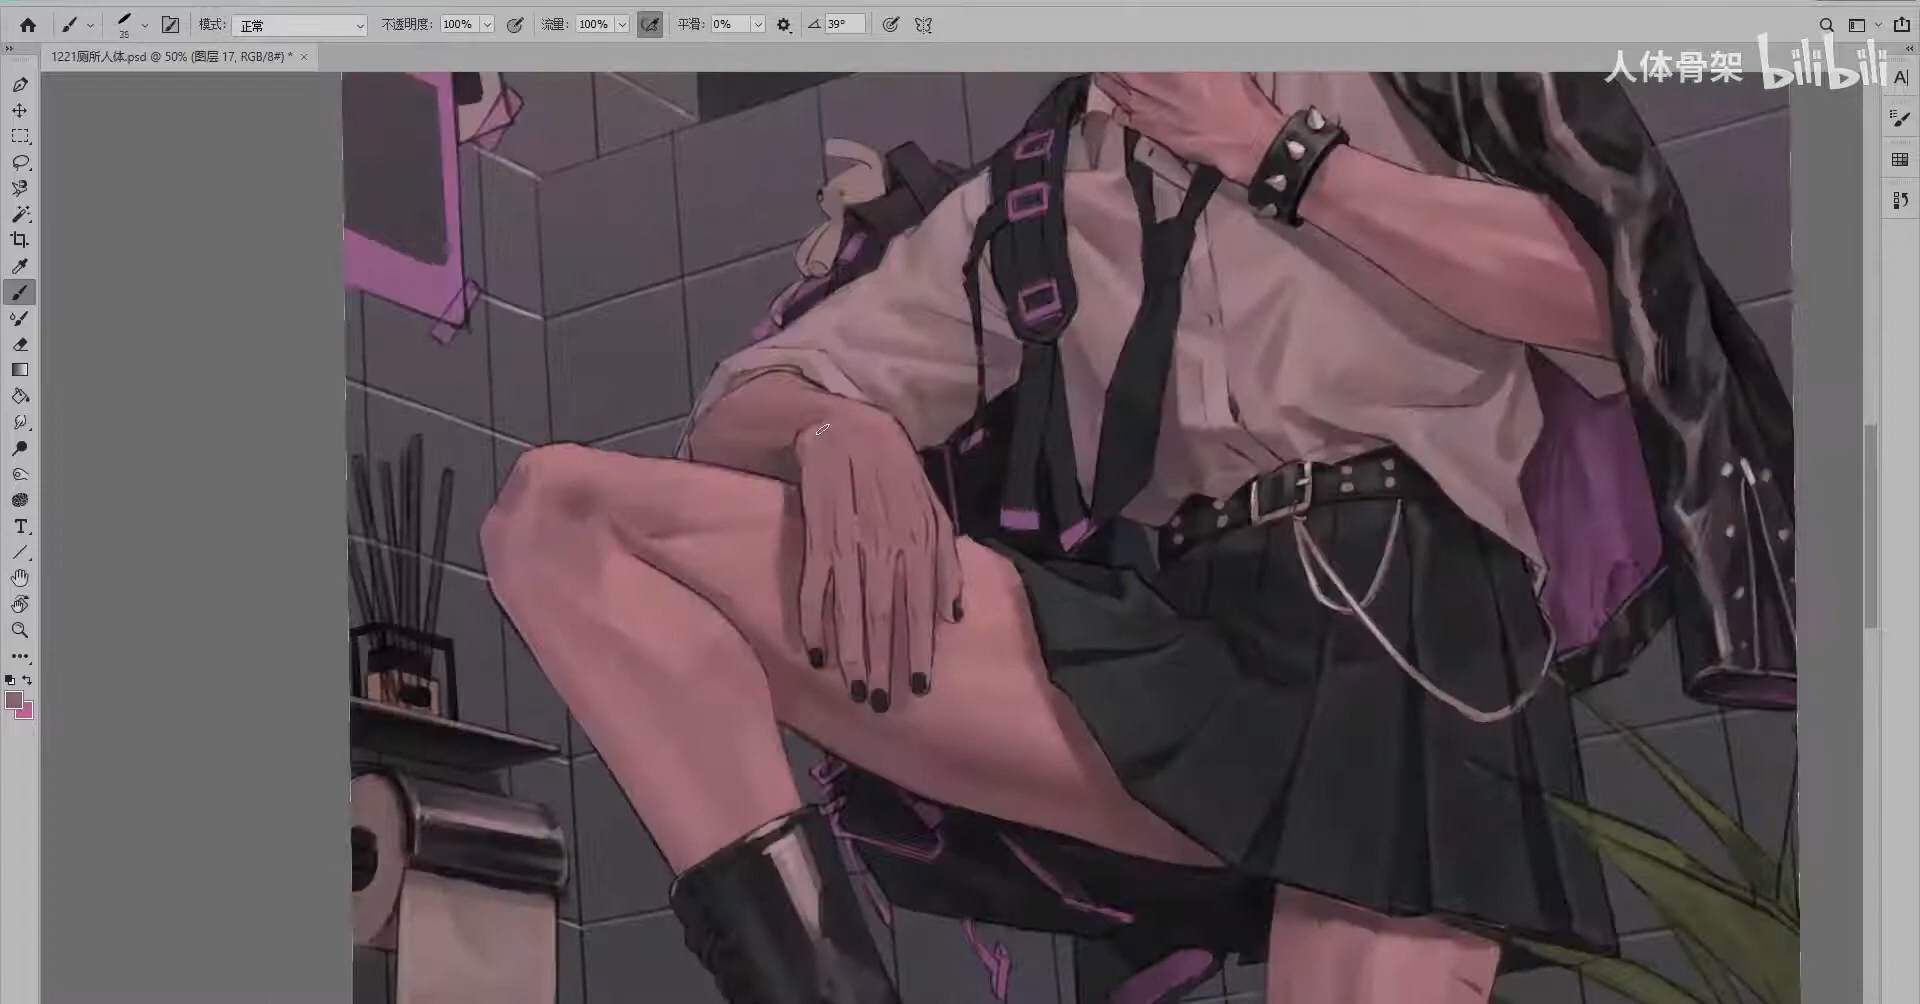 35
模式: 正常 不透明度: 100% 流量: 100% 平滑: 0% 39°
1221厕所人体.psd @ 50% (图层 17, RGB/8#) * ×
人体骨架 bilibili